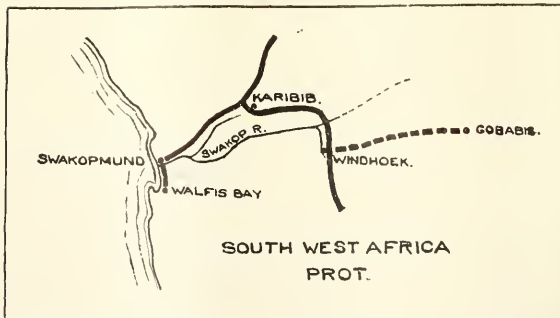 KARIBIB.
SWAKOP R.
GOBABIS.
SWAKOPMUND
WINDHOEK.
WALFIS BAY
SOUTH WEST AFRICA
PROT.